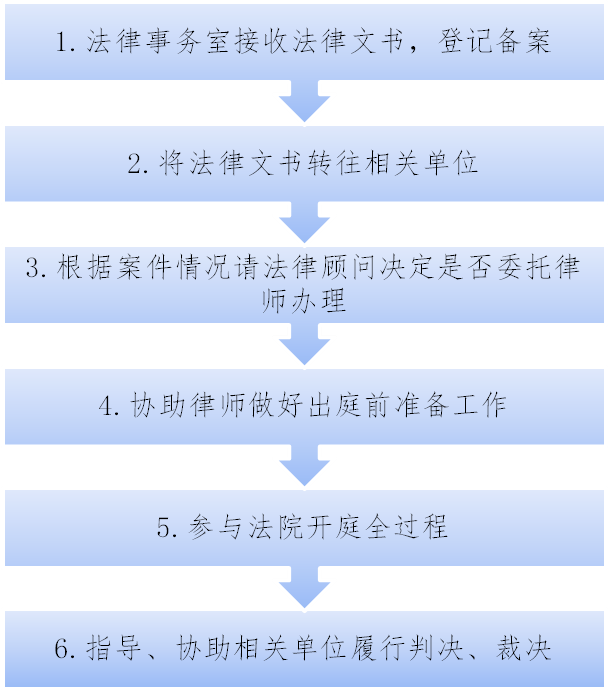 1.法律事务室接收法律文书，登记备案
2.将法律文书转往相关单位
3.根据案件情况请法律顾问决定是否委托律
师办理
4.协助律师做好出庭前准备工作
5.参与法院开庭全过程
6.指导、协助相关单位履行判决、裁决